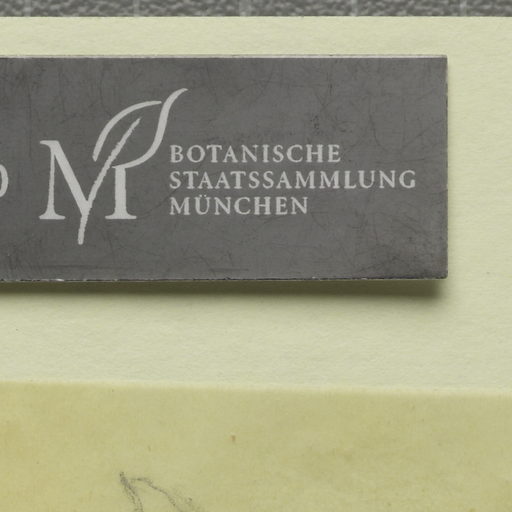 M
BOTANISCHE
STAATSSAMMLUNG
MÜNCHEN